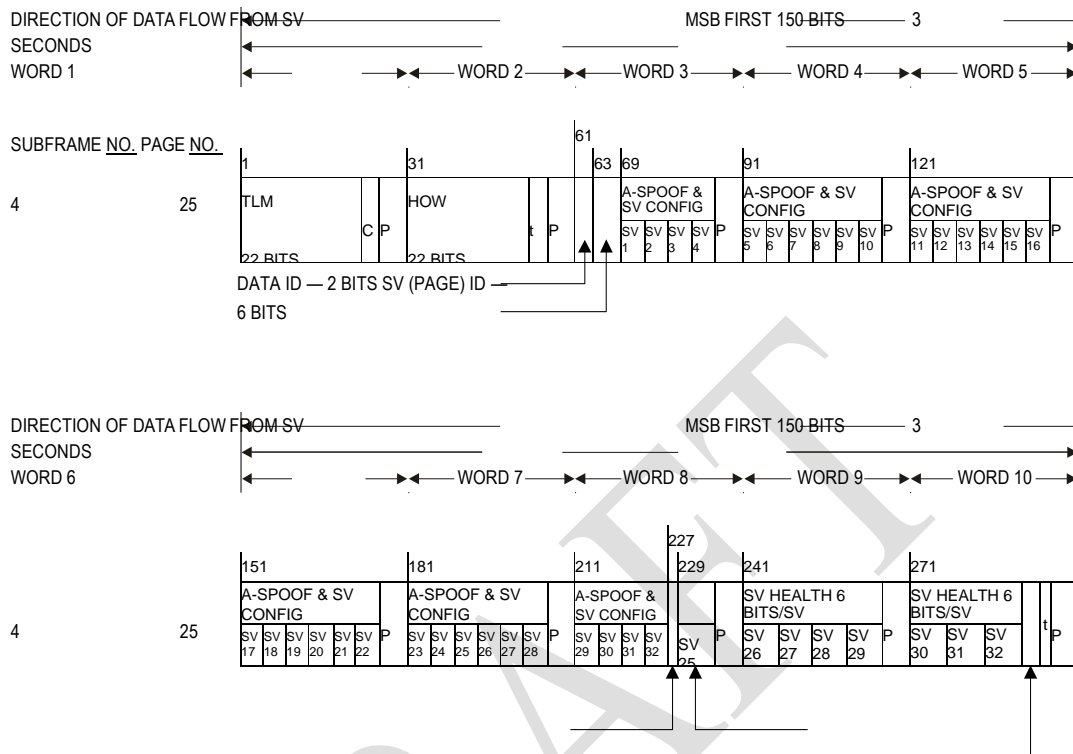 DIRECTION OF DATA FLOW FROM SV MSB FIRST 150 BITS 3
SECONDS
WORD 1 WORD 2 WORD 3 WORD 4 WORD 5
SUBFRAME NO. PAGE NO.
61
1 31 63 69 91 121
4 25 TLM 22 BITS C P HOW 22 BITS t P A-SPOOF & SV CONFIG P A-SPOOF & SV CONFIG P A-SPOOF & SV CONFIG P
SV 1 SV 2 SV 3 SV 4 SV 5 SV 6 SV 7 SV 8 SV 9 SV 10 SV 11 SV 12 SV 13 SV 14 SV 15 SV 16
DATA ID — 2 BITS SV (PAGE) ID —
6 BITS
DIRECTION OF DATA FLOW FROM SV MSB FIRST 150 BITS 3
SECONDS
WORD 6 WORD 7 WORD 8 WORD 9 WORD 10
227
151 181 211 229 241 271
4 25 A-SPOOF & SV CONFIG P A-SPOOF & SV CONFIG P A-SPOOF & SV CONFIG P SV HEALTH 6 BITS/SV P SV HEALTH 6 BITS/SV t P
SV 17 SV 18 SV 19 SV 20 SV 21 SV 22 SV 23 SV 24 SV 25 SV 26 SV 27 SV 28 SV 29 SV 30 SV 31 SV 32 SV 25 SV 26 SV 27 SV 28 SV 29 SV 30 SV 31 SV 32
DRAFT